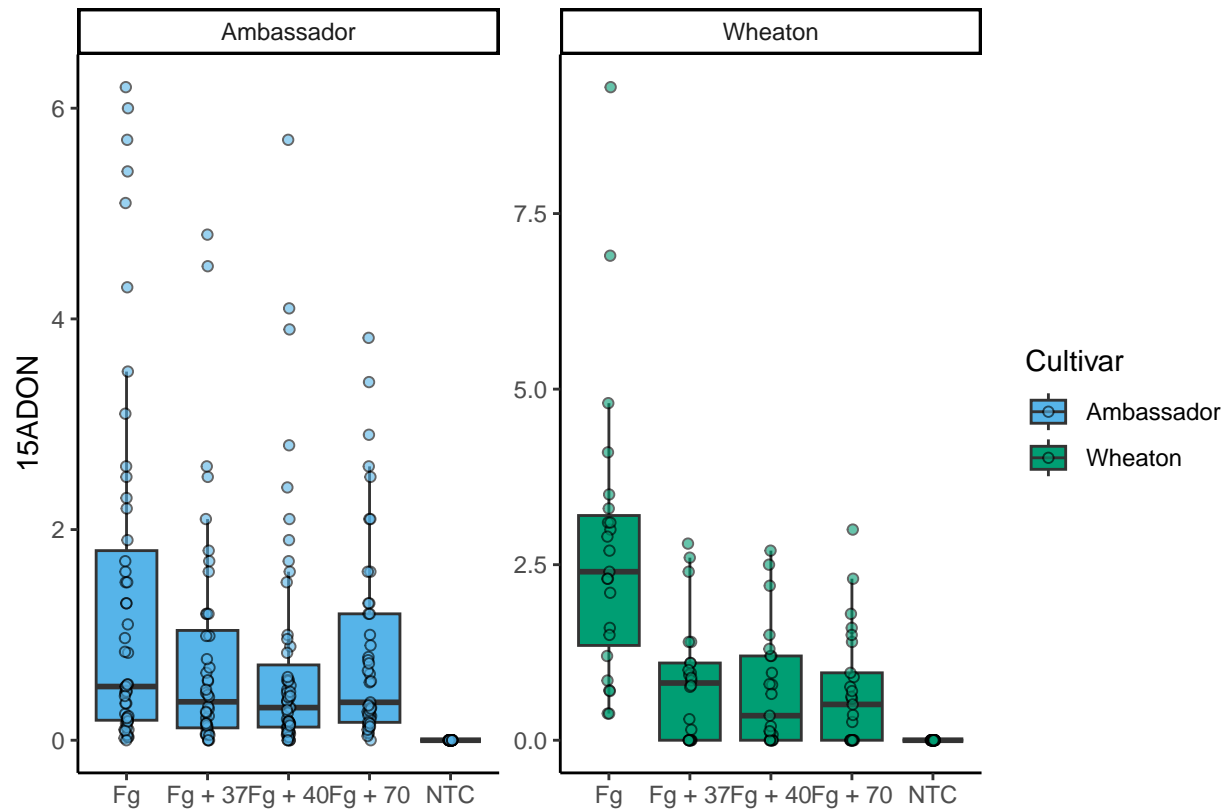 Ambassador
Wheaton
15ADON
6
4
2
0
7.5
5.0
2.5
0.0
Fg Fg + 37 Fg + 40 Fg + 70 NTC
Fg Fg + 37 Fg + 40 Fg + 70 NTC
Cultivar
Ambassador
Wheaton